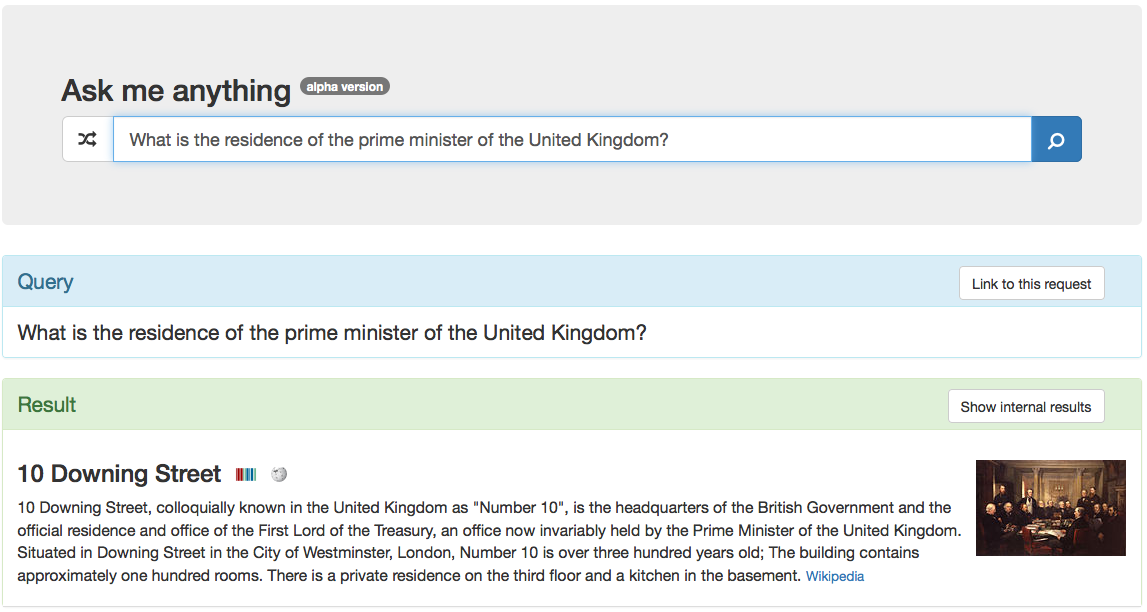 Ask me anything alpha version
What is the residence of the prime minister of the United Kingdom?
Query Link to this request
What is the residence of the prime minister of the United Kingdom?
Result Show internal results
10 Downing Street
10 Downing Street, colloquially known in the United Kingdom as "Number 10", is the headquarters of the British Government and the
official residence and office of the First Lord of the Treasury, an office now invariably held by the Prime Minister of the United Kingdom.
Situated in Downing Street in the City of Westminster, London, Number 10 is over three hundred years old; The building contains
approximately one hundred rooms. There is a private residence on the third floor and a kitchen in the basement. Wikipedia